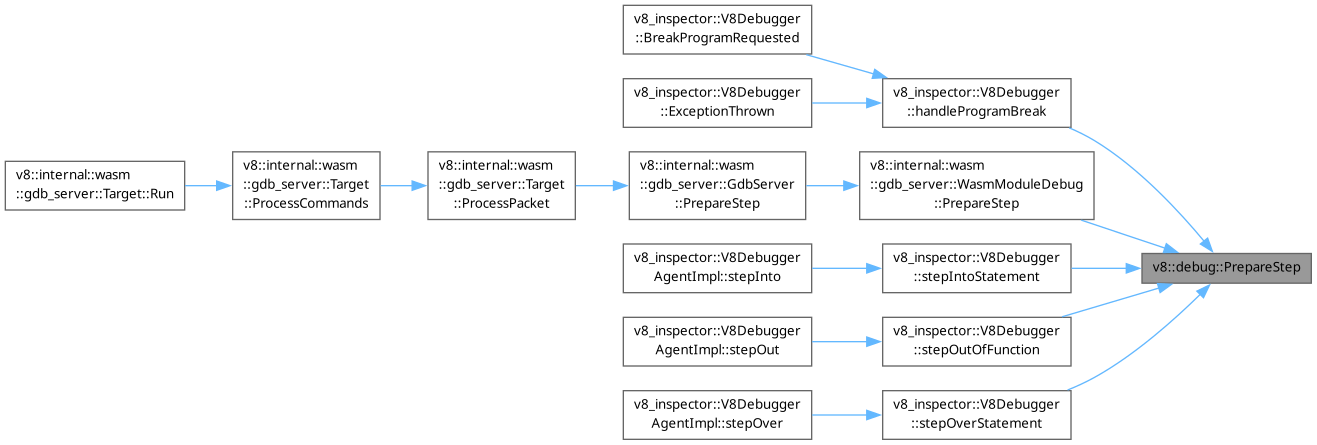 v8_inspector::V8Debugger
::BreakProgramRequested
v8_inspector::V8Debugger
::ExceptionThrown
v8_inspector::V8Debugger
::handleProgramBreak
v8::internal::wasm
::gdb_server::Target::Run
v8::internal::wasm
::gdb_server::Target
::ProcessCommands
v8::internal::wasm
::gdb_server::Target
::ProcessPacket
v8::internal::wasm
::gdb_server::GdbServer
::PrepareStep
v8::internal::wasm
::gdb_server::WasmModuleDebug
::PrepareStep
v8_inspector::V8Debugger
AgentImpl::stepInto
v8_inspector::V8Debugger
::stepIntoStatement
v8::debug::PrepareStep
v8_inspector::V8Debugger
AgentImpl::stepOut
v8_inspector::V8Debugger
::stepOutOfFunction
v8_inspector::V8Debugger
AgentImpl::stepOver
v8_inspector::V8Debugger
::stepOverStatement